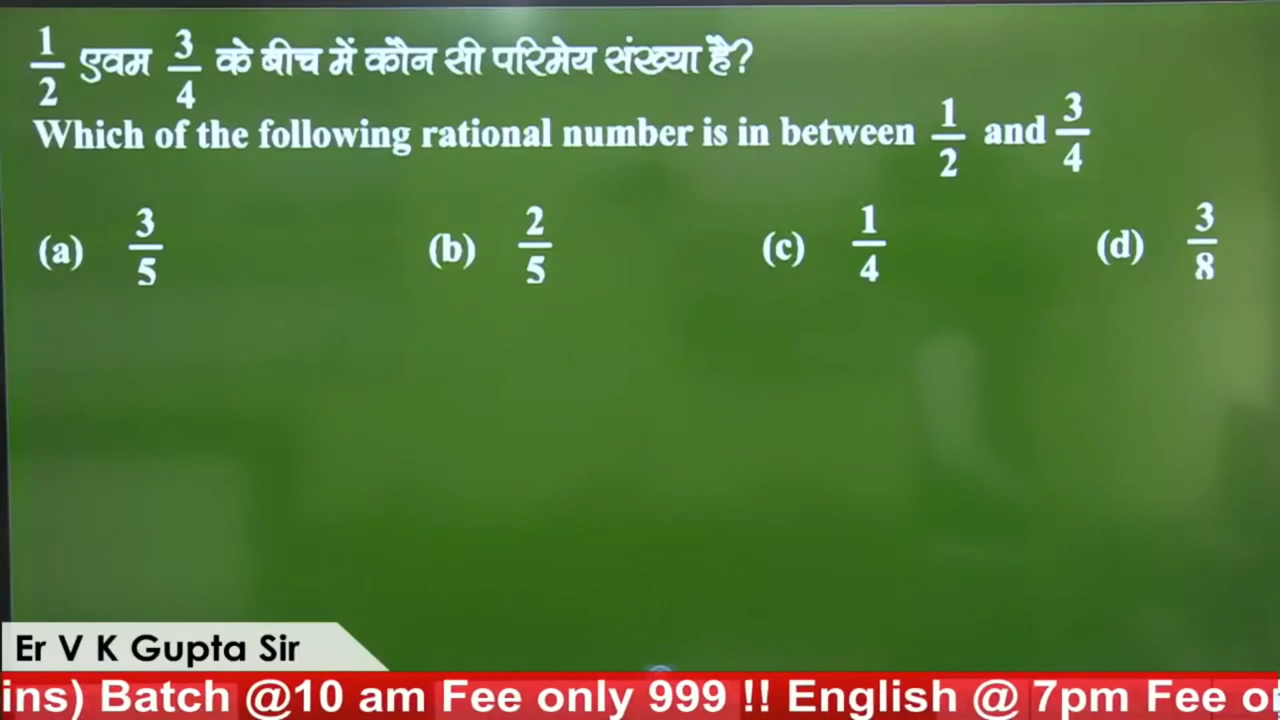 1/2 एवम 3/4 के बीच में कौन सी परिमेय संख्या है?
Which of the following rational number is in between 1/2 and 3/4
(a) 3/5 (b) 2/5 (c) 1/4 (d) 3/8
Er V K Gupta Sir
ins) Batch @10 am Fee only 999 !! English @ 7pm Fee